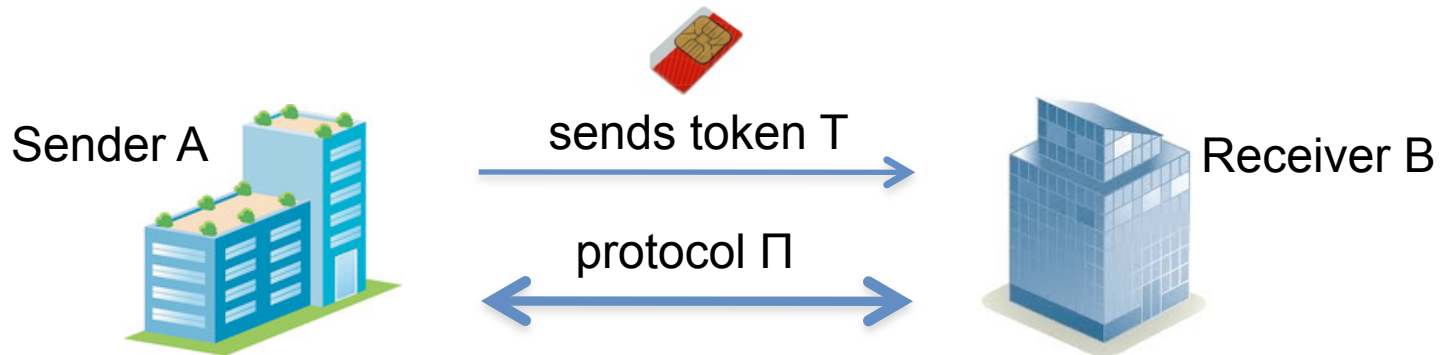 Sender A
sends token T
Receiver B
protocol Π